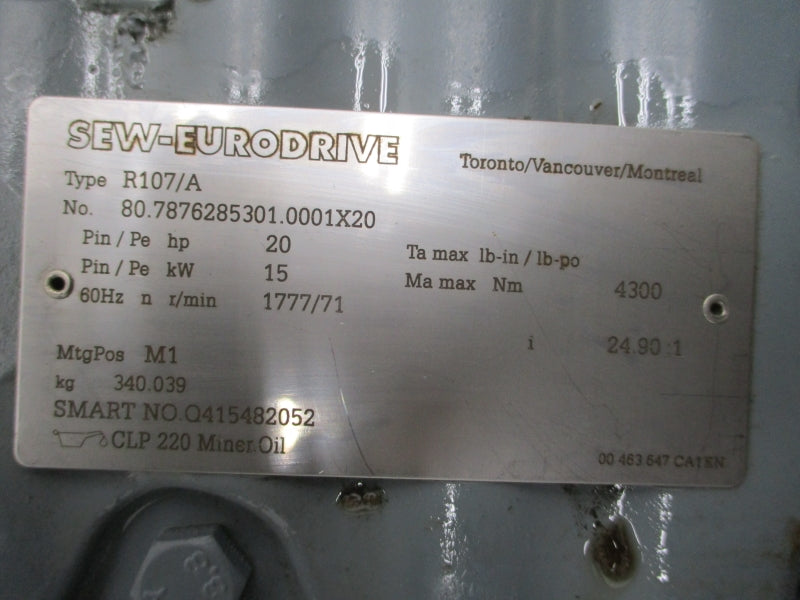 SEW-EURODRIVE
Toronto/Vancouver/Montreal
Type R107/A
No. 80.7876285301.0001X20
Pin / Pe hp 20
Ta max lb-in / lb-po
Pin / Pe kW 15
Ma max Nm 4300
60Hz n r/min 1777/71
i 24.90 :1
MtgPos M1
kg 340.039
SMART NO.Q415482052
CLP 220 Miner.Oil
00 463 647 CA1EN
8.8